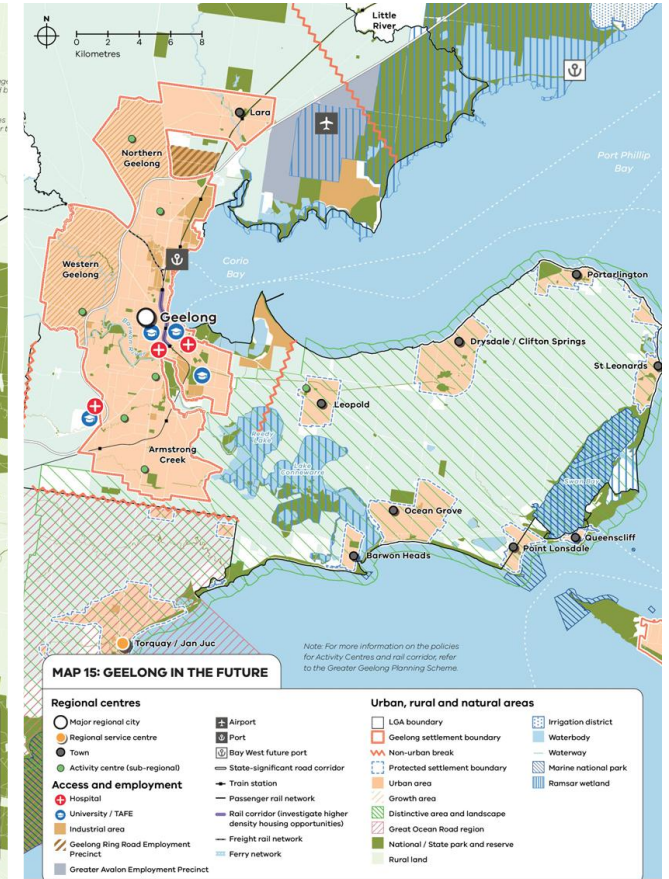 N
0 2 4 6 8
Kilometres
Little
River
Lara
Northern
Geelong
Port Phillip
Bay
Western
Geelong
Corio
Bay
Portarlington
Geelong
Drysdale / Clifton Springs
St Leonards
Leopold
Reedy
Lake
Armstrong
Creek
Lake
Connewarre
Swan Bay
Ocean Grove
Queenscliff
Point Lonsdale
Barwon Heads
Torquay / Jan Juc
Note: For more information on the policies
for Activity Centres and rail corridor, refer
to the Greater Geelong Planning Scheme.
MAP 15: GEELONG IN THE FUTURE
Regional centres
Major regional city
Regional service centre
Town
Activity centre (sub-regional)
Access and employment
Hospital
University / TAFE
Industrial area
Geelong Ring Road Employment
Precinct
Greater Avalon Employment Precinct
Airport
Port
Bay West future port
State-significant road corridor
Train station
Passenger rail network
Rail corridor (investigate higher
density housing opportunities)
Freight rail network
Ferry network
Urban, rural and natural areas
LGA boundary
Geelong settlement boundary
Non-urban break
Protected settlement boundary
Urban area
Growth area
Distinctive area and landscape
Great Ocean Road region
National / State park and reserve
Rural land
Irrigation district
Waterbody
Waterway
Marine national park
Ramsar wetland